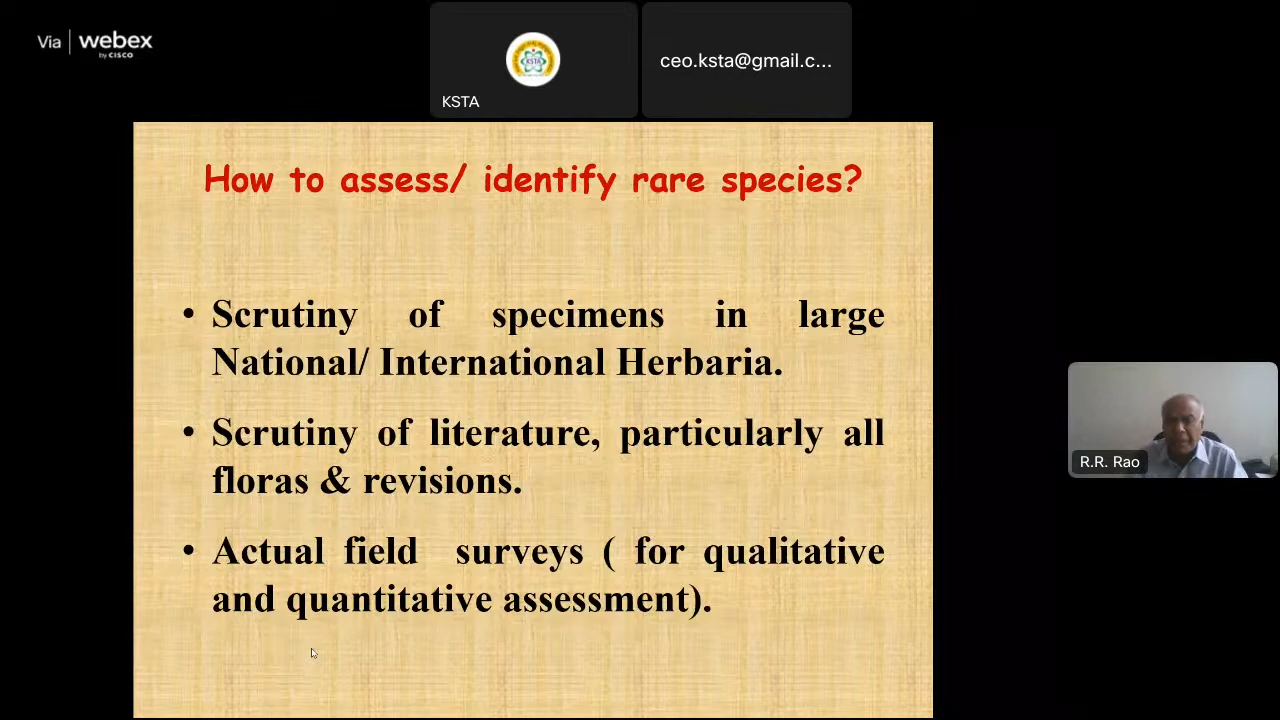 Via webex
by CISCO
KSTA
KSTA
ceo.ksta@gmail.c...
How to assess/ identify rare species?
• Scrutiny of specimens in large
National/ International Herbaria.
• Scrutiny of literature, particularly all
floras & revisions.
• Actual field surveys ( for qualitative
and quantitative assessment).
R.R. Rao